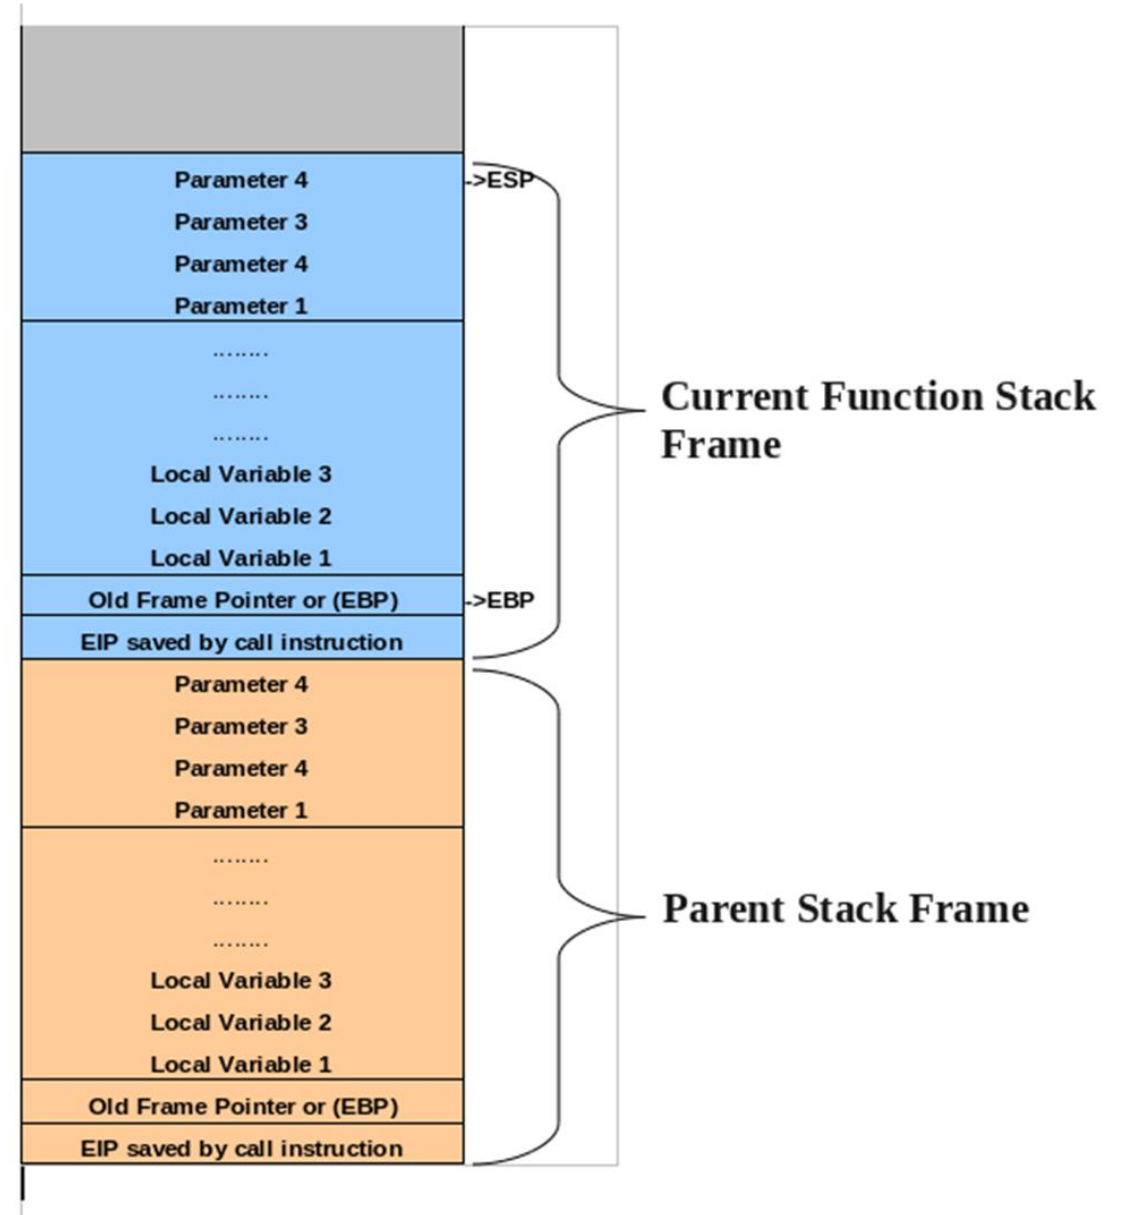 Parameter 4
->ESP
Parameter 3
Parameter 4
Parameter 1
........
........
........
Local Variable 3
Local Variable 2
Local Variable 1
Old Frame Pointer or (EBP)
->EBP
EIP saved by call instruction
Current Function Stack
Frame
Parameter 4
Parameter 3
Parameter 4
Parameter 1
........
........
........
Local Variable 3
Local Variable 2
Local Variable 1
Old Frame Pointer or (EBP)
EIP saved by call instruction
Parent Stack Frame